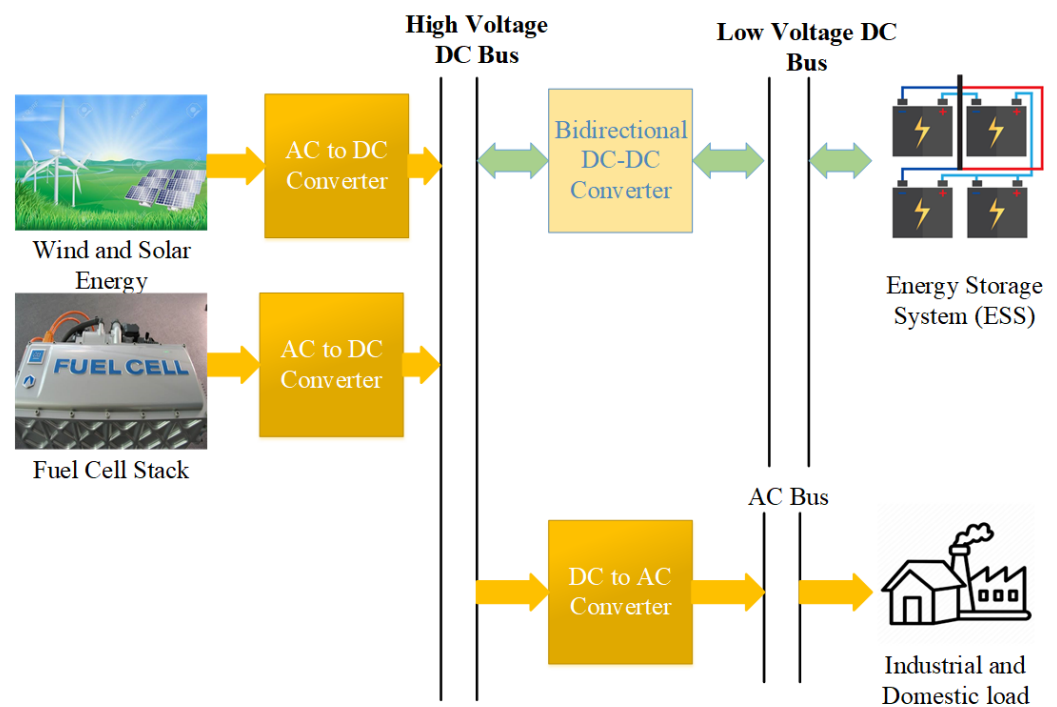 High Voltage
DC Bus
Low Voltage DC
Bus
AC to DC
Converter
Bidirectional
DC-DC
Converter
Wind and Solar
Energy
Energy Storage
System (ESS)
FUEL CELL
AC to DC
Converter
Fuel Cell Stack
AC Bus
DC to AC
Converter
Industrial and
Domestic load